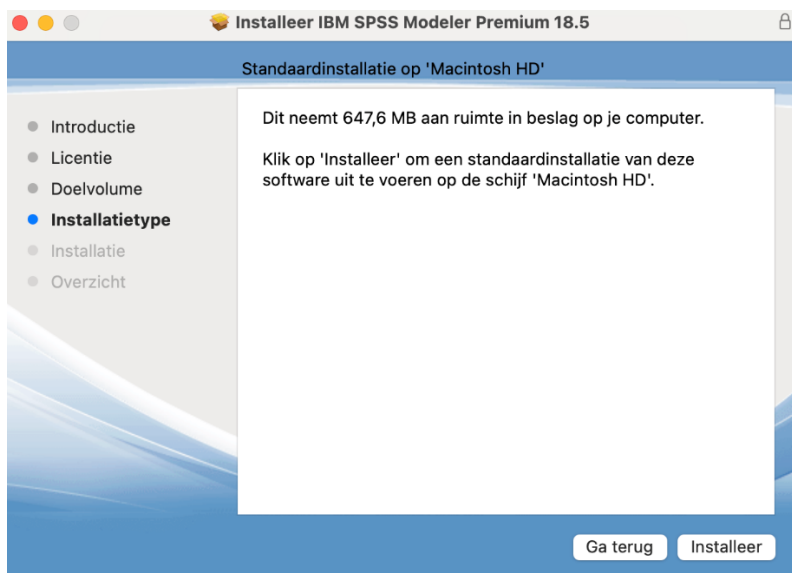 Installeer IBM SPSS Modeler Premium 18.5
Standaardinstallatie op 'Macintosh HD'
Introductie
Licentie
Doelvolume
Installatietype
Installatie
Overzicht
Dit neemt 647,6 MB aan ruimte in beslag op je computer.
Klik op 'Installeer' om een standaardinstallatie van deze
software uit te voeren op de schijf 'Macintosh HD'.
Ga terug
Installeer